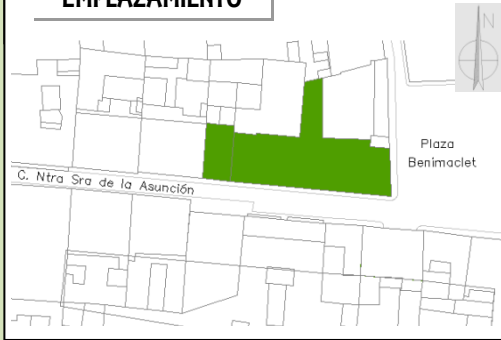 EMPLAZAMIENTO
N
Plaza
Benimaclet
C. Ntra Sra de la Asunción